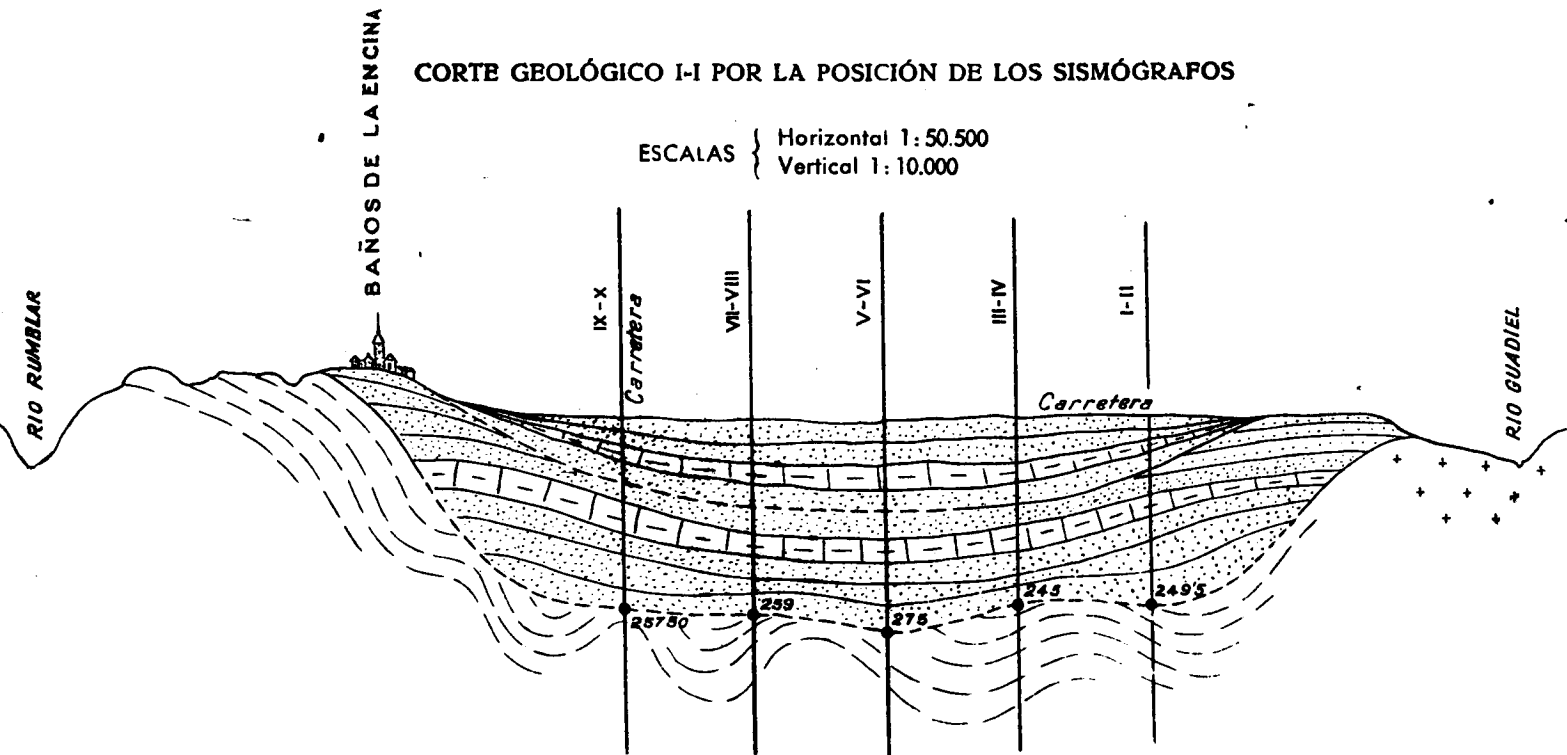 BAÑOS DE LA ENCINA
CORTE GEOLÓGICO I-I POR LA POSICIÓN DE LOS SISMÓGRAFOS
ESCALAS { Horizontal 1:50.500
Vertical 1:10.000
RIO RUMBLAR
IX-X
Carretera
VII-VIII
V-VI
III-IV
I-II
Carretera
RIO GUADIEL
257'50
259
275
245
249'5